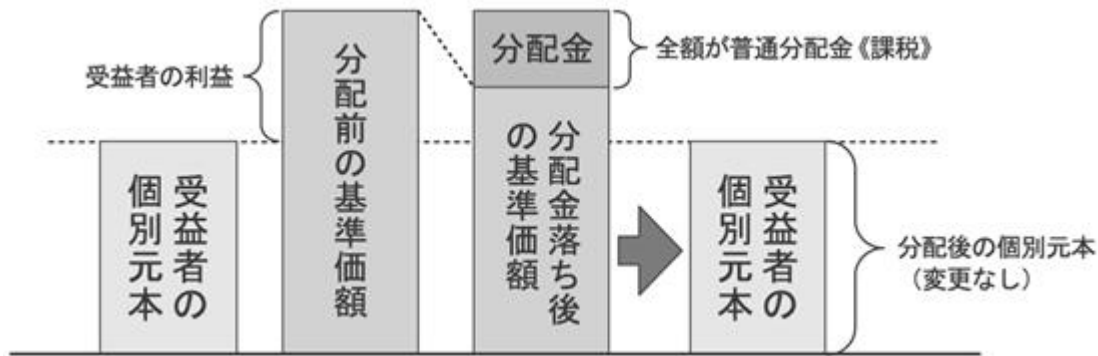 受益者の利益
受益者の
個別元本
分配前の基準価額
分配金
全額が普通分配金《課税》
分配金落ち後
の基準価額
受益者の
個別元本
分配後の個別元本
（変更なし）